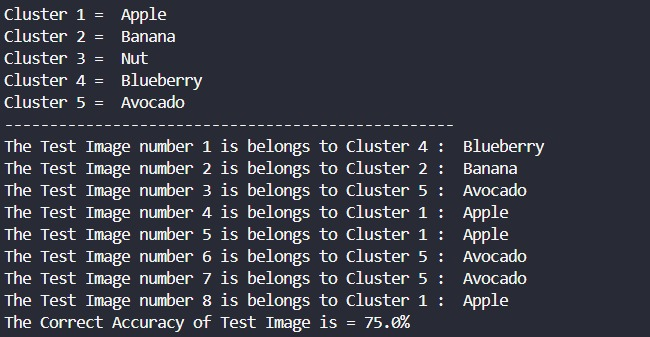 Cluster 1 =  Apple
Cluster 2 =  Banana
Cluster 3 =  Nut
Cluster 4 =  Blueberry
Cluster 5 =  Avocado
--------------------------------------------------
The Test Image number 1 is belongs to Cluster 4 :  Blueberry
The Test Image number 2 is belongs to Cluster 2 :  Banana
The Test Image number 3 is belongs to Cluster 5 :  Avocado
The Test Image number 4 is belongs to Cluster 1 :  Apple
The Test Image number 5 is belongs to Cluster 1 :  Apple
The Test Image number 6 is belongs to Cluster 5 :  Avocado
The Test Image number 7 is belongs to Cluster 5 :  Avocado
The Test Image number 8 is belongs to Cluster 1 :  Apple
The Correct Accuracy of Test Image is = 75.0%